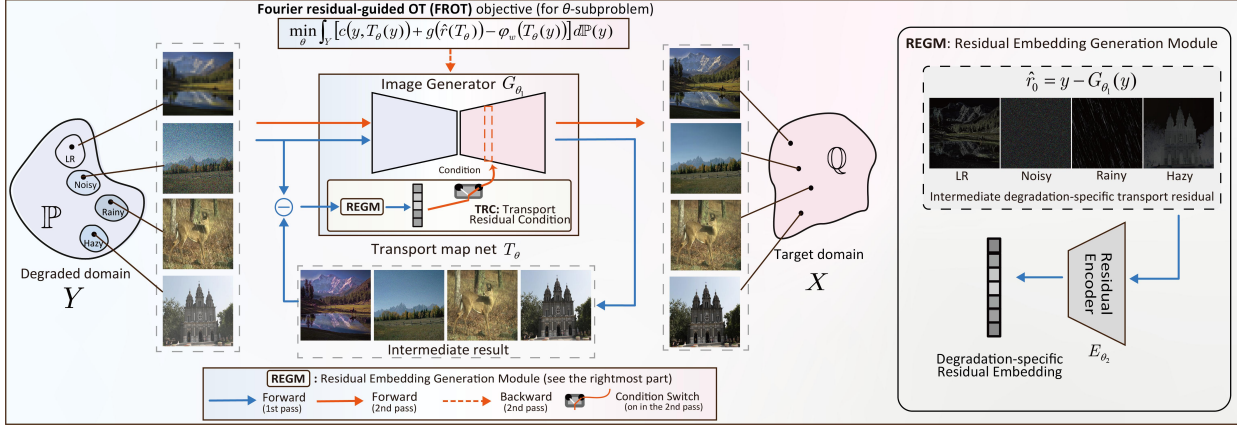 Fourier residual-guided OT (FROT) objective (for θ-subproblem)
min_θ ∫_Y [c(y, T_θ(y)) + g(r̂(T_θ)) − φ_w(T_θ(y))] dℙ(y)
Image Generator G_θ₁
Condition
REGM
TRC: Transport
Residual Condition
Transport map net T_θ
Intermediate result
LR
Noisy
Rainy
Hazy
ℙ
Degraded domain
Y
ℚ
Target domain
X
REGM : Residual Embedding Generation Module (see the rightmost part)
Forward
(1st pass)
Forward
(2nd pass)
Backward
(2nd pass)
Condition Switch
(on in the 2nd pass)
REGM: Residual Embedding Generation Module
r̂₀ = y − G_θ₁(y)
LR Noisy Rainy Hazy
Intermediate degradation-specific transport residual
Residual
Encoder
E_θ₂
Degradation-specific
Residual Embedding